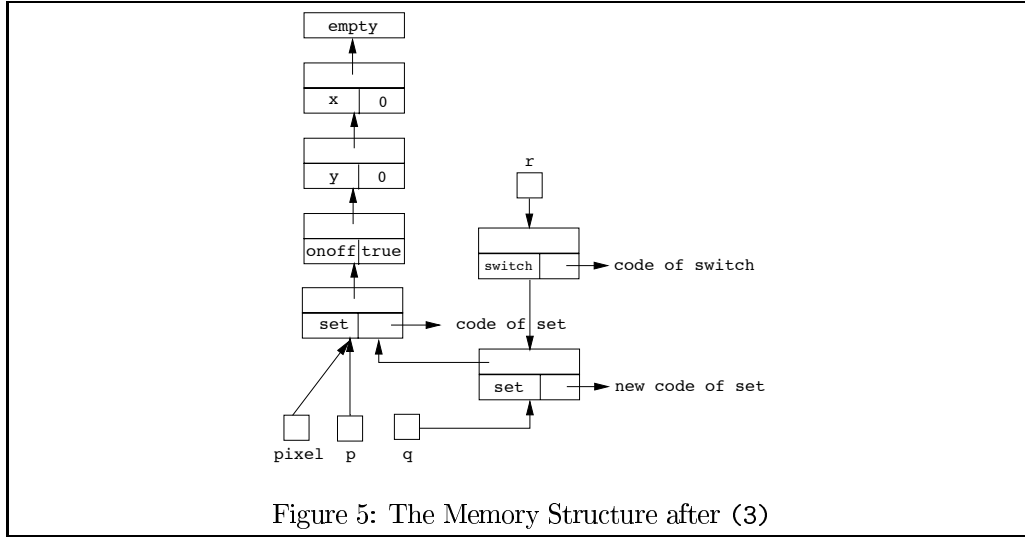 empty
x 0
y 0
r
onoff true
switch code of switch
set code of set
set new code of set
pixel p q
Figure 5: The Memory Structure after (3)